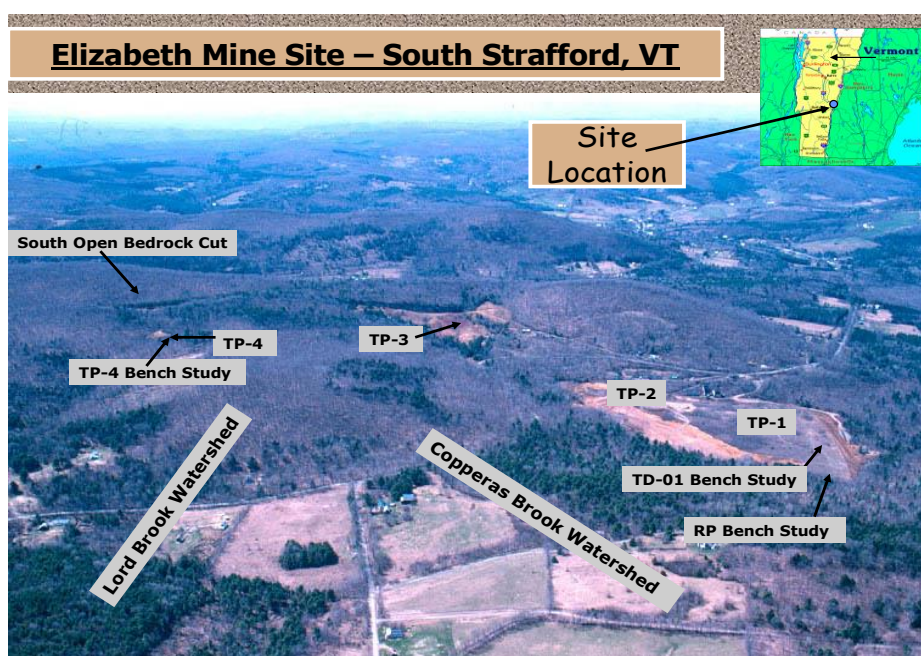 Elizabeth Mine Site – South Strafford, VT
CANADA
Vermont
Site
Location
South Open Bedrock Cut
TP-4
TP-3
TP-4 Bench Study
TP-2
TP-1
TD-01 Bench Study
RP Bench Study
Lord Brook Watershed
Copperas Brook Watershed